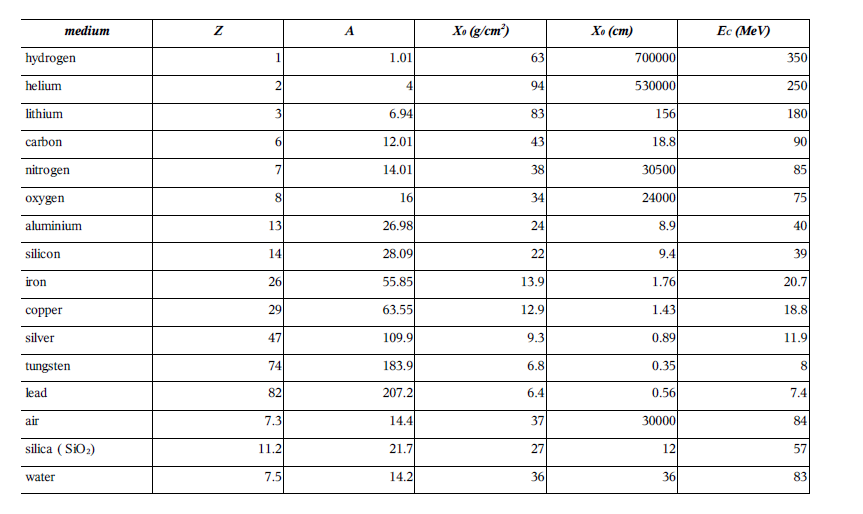 medium Z A X₀ (g/cm²) X₀ (cm) Ec (MeV)
hydrogen 1 1.01 63 700000 350
helium 2 4 94 530000 250
lithium 3 6.94 83 156 180
carbon 6 12.01 43 18.8 90
nitrogen 7 14.01 38 30500 85
oxygen 8 16 34 24000 75
aluminium 13 26.98 24 8.9 40
silicon 14 28.09 22 9.4 39
iron 26 55.85 13.9 1.76 20.7
copper 29 63.55 12.9 1.43 18.8
silver 47 109.9 9.3 0.89 11.9
tungsten 74 183.9 6.8 0.35 8
lead 82 207.2 6.4 0.56 7.4
air 7.3 14.4 37 30000 84
silica ( SiO₂) 11.2 21.7 27 12 57
water 7.5 14.2 36 36 83